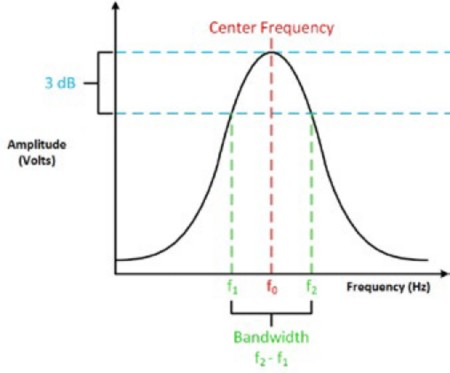 Center Frequency
3 dB
Amplitude
(Volts)
f₁
f₀
f₂
Frequency (Hz)
Bandwidth
f₂ - f₁